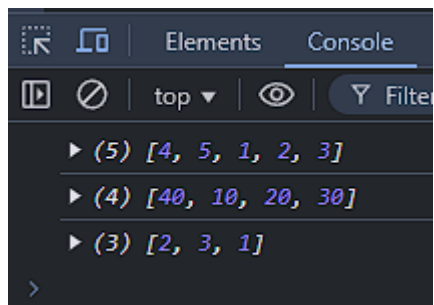 Elements Console
top Filter
(5) [4, 5, 1, 2, 3]
(4) [40, 10, 20, 30]
(3) [2, 3, 1]